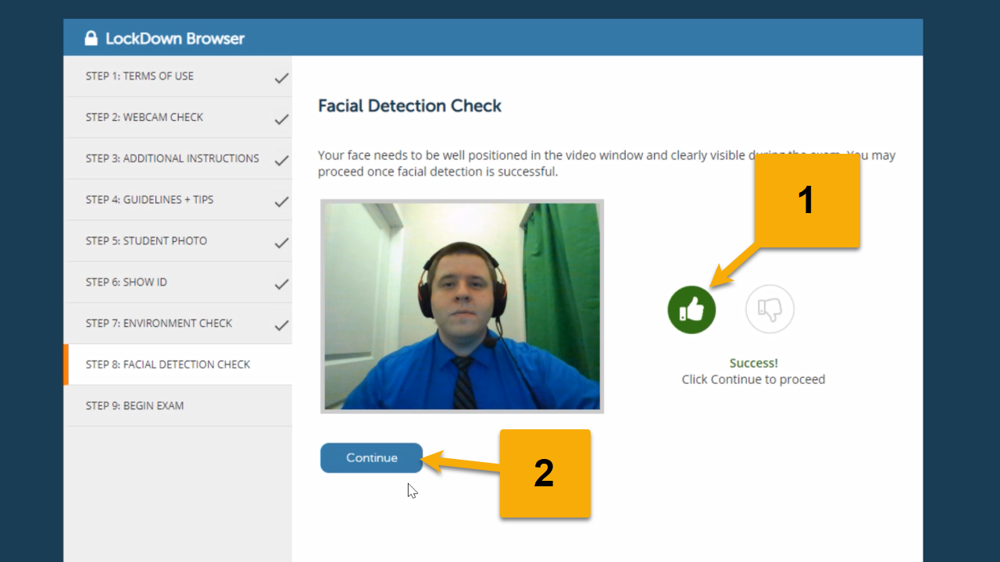 LockDown Browser
STEP 1: TERMS OF USE
STEP 2: WEBCAM CHECK
STEP 3: ADDITIONAL INSTRUCTIONS
STEP 4: GUIDELINES + TIPS
STEP 5: STUDENT PHOTO
STEP 6: SHOW ID
STEP 7: ENVIRONMENT CHECK
STEP 8: FACIAL DETECTION CHECK
STEP 9: BEGIN EXAM
Facial Detection Check
Your face needs to be well positioned in the video window and clearly visible during the exam. You may
proceed once facial detection is successful.
1
Success!
Click Continue to proceed
Continue
2